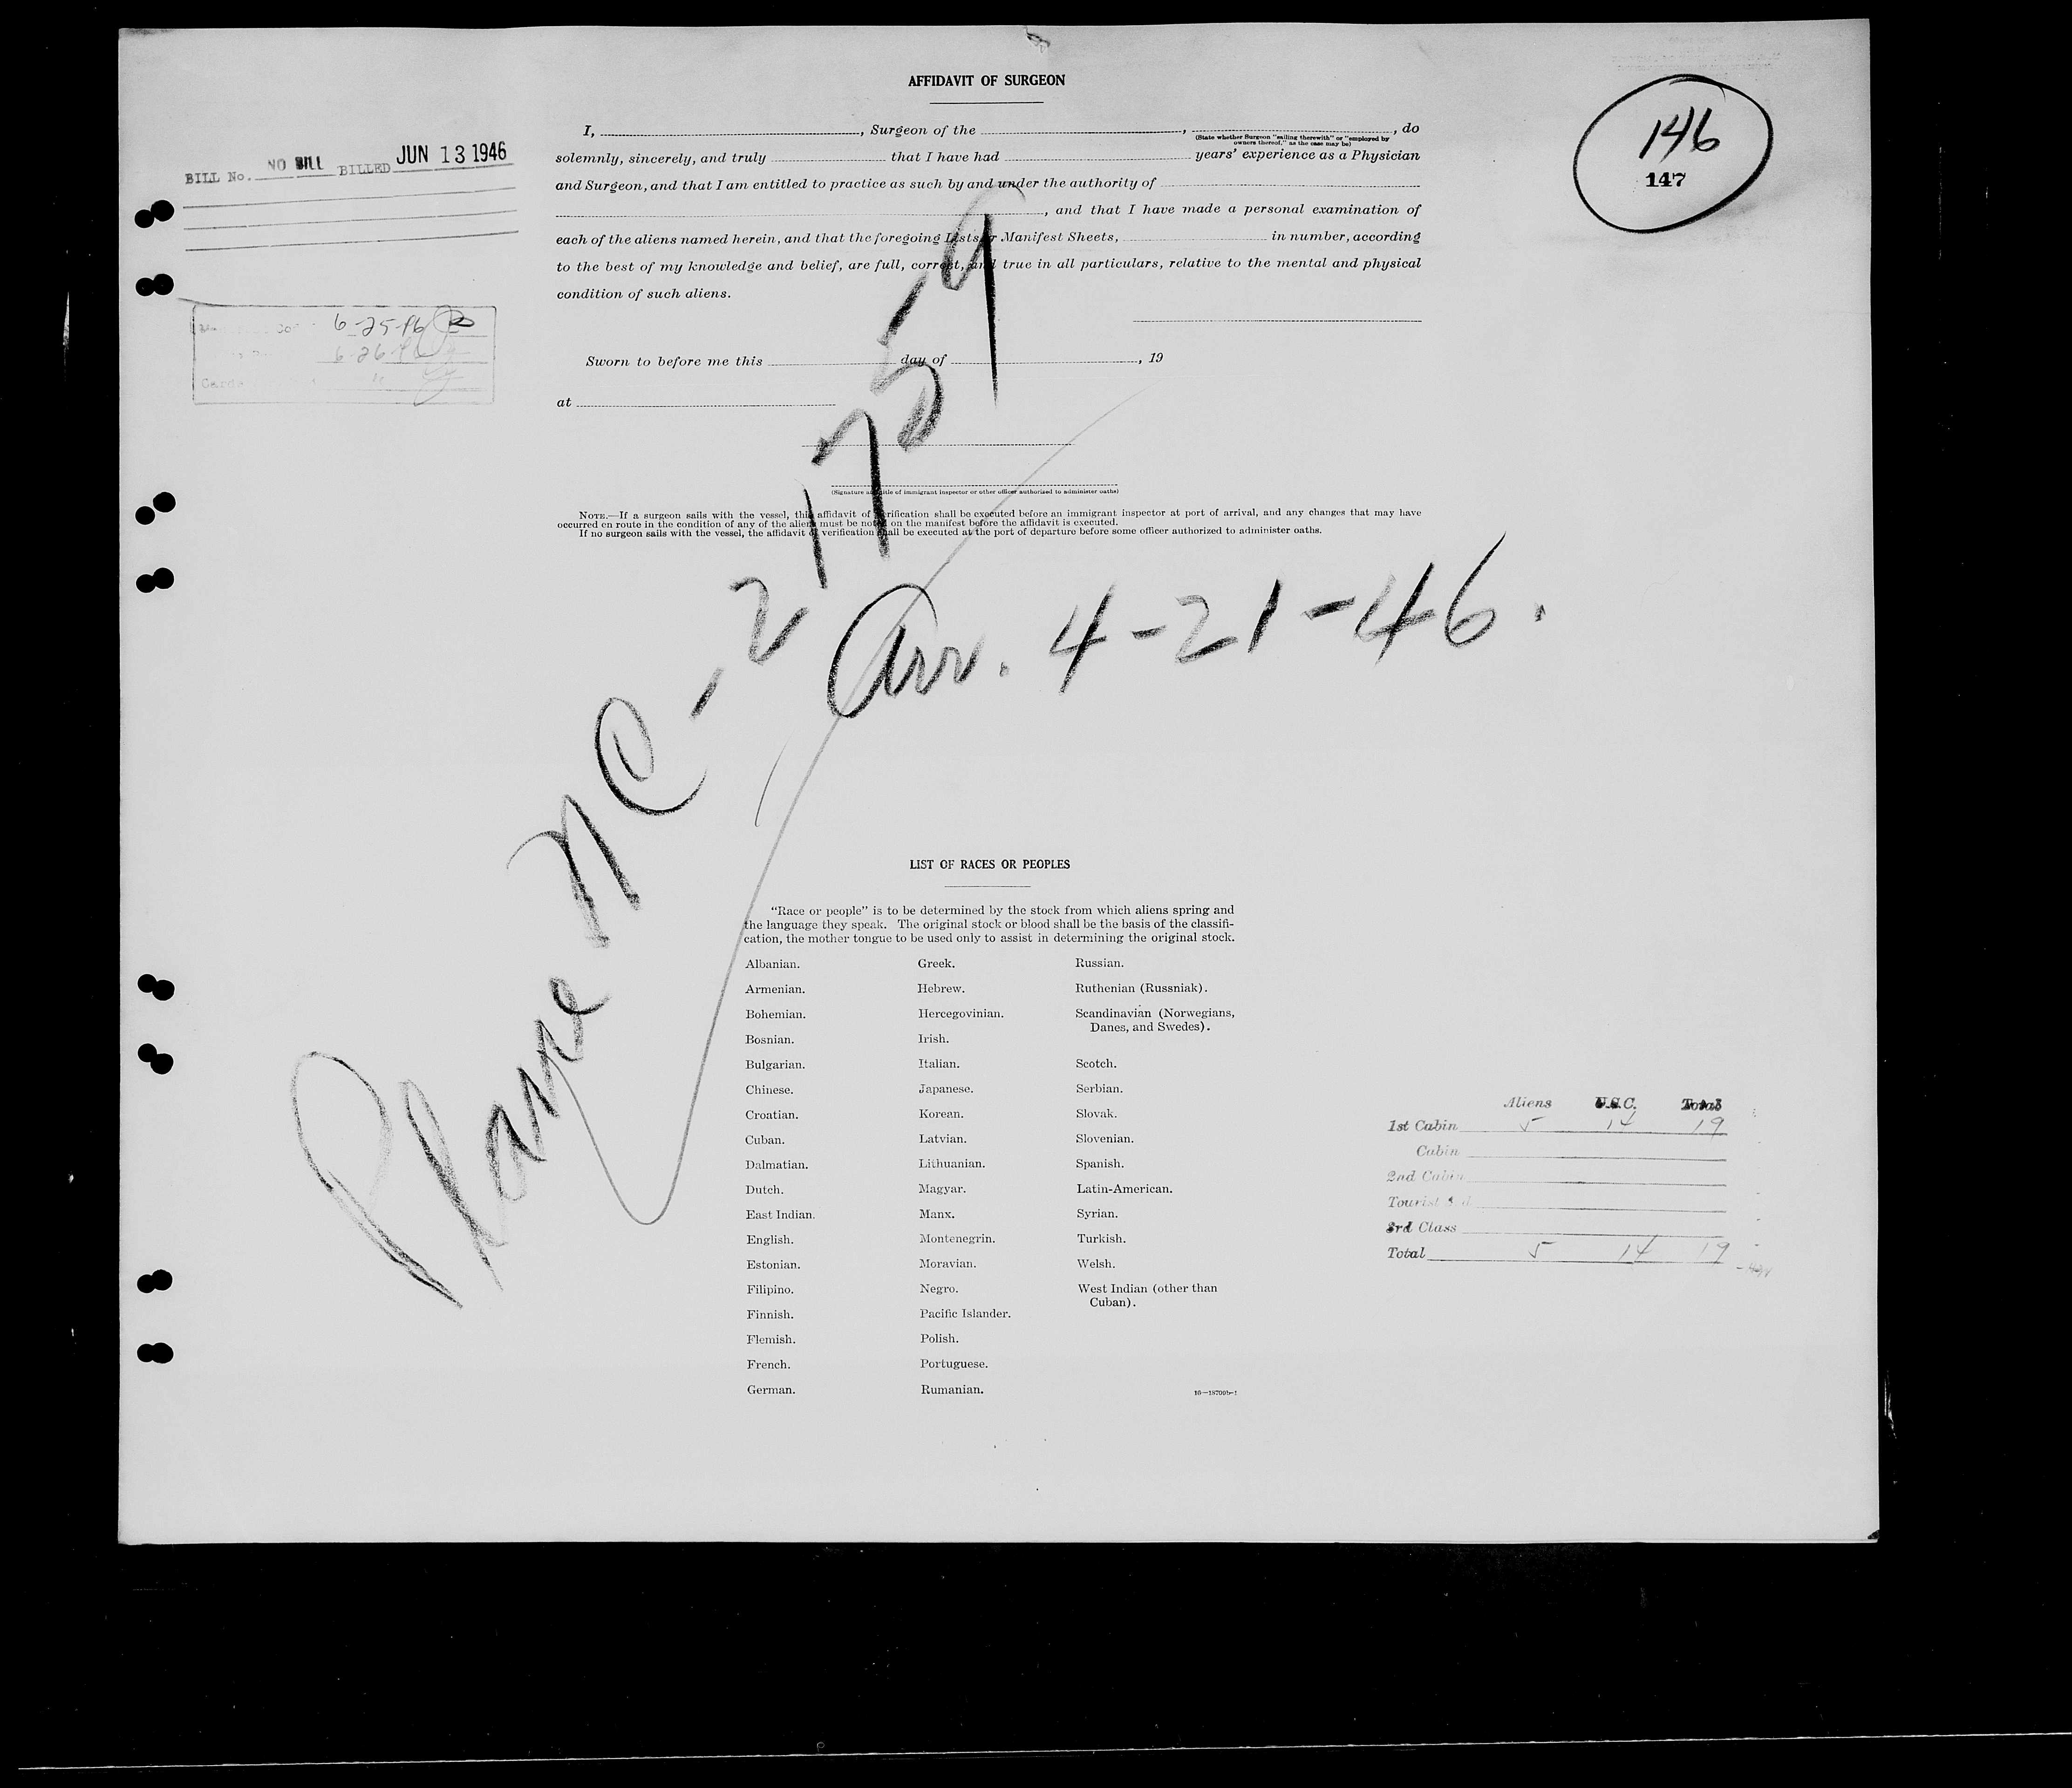 AFFIDAVIT OF SURGEON
146
147
BILL No. NO BILL BILLED JUN 13 1946
I, , Surgeon of the , , do
(State whether Surgeon "sailing therewith" or "employed by
owners thereof," as the case may be)
solemnly, sincerely, and truly that I have had years' experience as a Physician
and Surgeon, and that I am entitled to practice as such by and under the authority of
, and that I have made a personal examination of
each of the aliens named herein, and that the foregoing Lists or Manifest Sheets, in number, according
to the best of my knowledge and belief, are full, correct, and true in all particulars, relative to the mental and physical
condition of such aliens.
6-25-46
6-26-46
Cards "
Sworn to before me this day of , 19
at
(Signature and title of immigrant inspector or other officer authorized to administer oaths)
NOTE.—If a surgeon sails with the vessel, this affidavit of verification shall be executed before an immigrant inspector at port of arrival, and any changes that may have
occurred en route in the condition of any of the aliens must be noted on the manifest before the affidavit is executed.
If no surgeon sails with the vessel, the affidavit of verification shall be executed at the port of departure before some officer authorized to administer oaths.
Plane NC-21759
Arr. 4-21-46.
LIST OF RACES OR PEOPLES
"Race or people" is to be determined by the stock from which aliens spring and
the language they speak. The original stock or blood shall be the basis of the classifi-
cation, the mother tongue to be used only to assist in determining the original stock.
Albanian.
Armenian.
Bohemian.
Bosnian.
Bulgarian.
Chinese.
Croatian.
Cuban.
Dalmatian.
Dutch.
East Indian.
English.
Estonian.
Filipino.
Finnish.
Flemish.
French.
German.
Greek.
Hebrew.
Hercegovinian.
Irish.
Italian.
Japanese.
Korean.
Latvian.
Lithuanian.
Magyar.
Manx.
Montenegrin.
Moravian.
Negro.
Pacific Islander.
Polish.
Portuguese.
Rumanian.
Russian.
Ruthenian (Russniak).
Scandinavian (Norwegians,
Danes, and Swedes).
Scotch.
Serbian.
Slovak.
Slovenian.
Spanish.
Latin-American.
Syrian.
Turkish.
Welsh.
West Indian (other than
Cuban).
Aliens U.S.C. Total
1st Cabin 5 14 19
Cabin
2nd Cabin
Tourist
3rd Class
Total 5 14 19